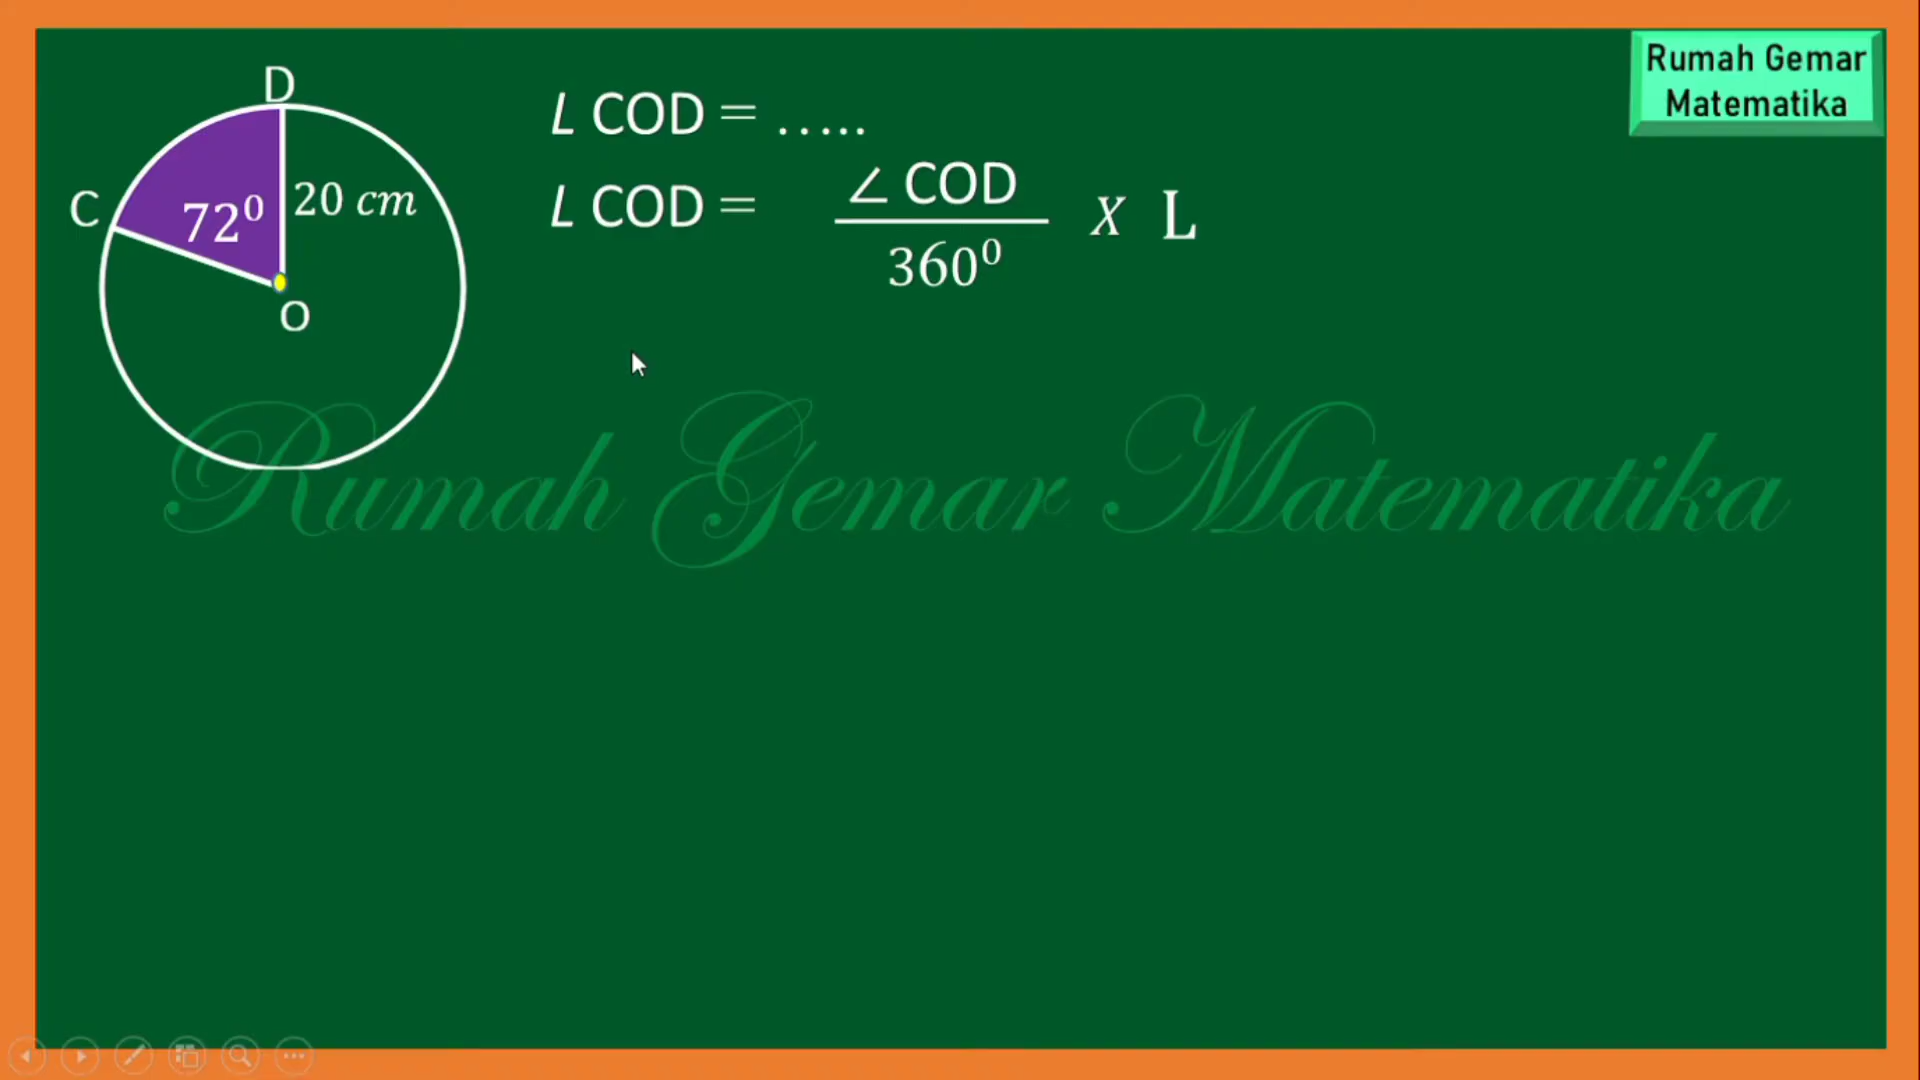 Rumah Gemar
Matematika
D
C
72⁰
20 cm
O
L COD = .....
L COD = ∠ COD / 360⁰ X L
Rumah Gemar Matematika